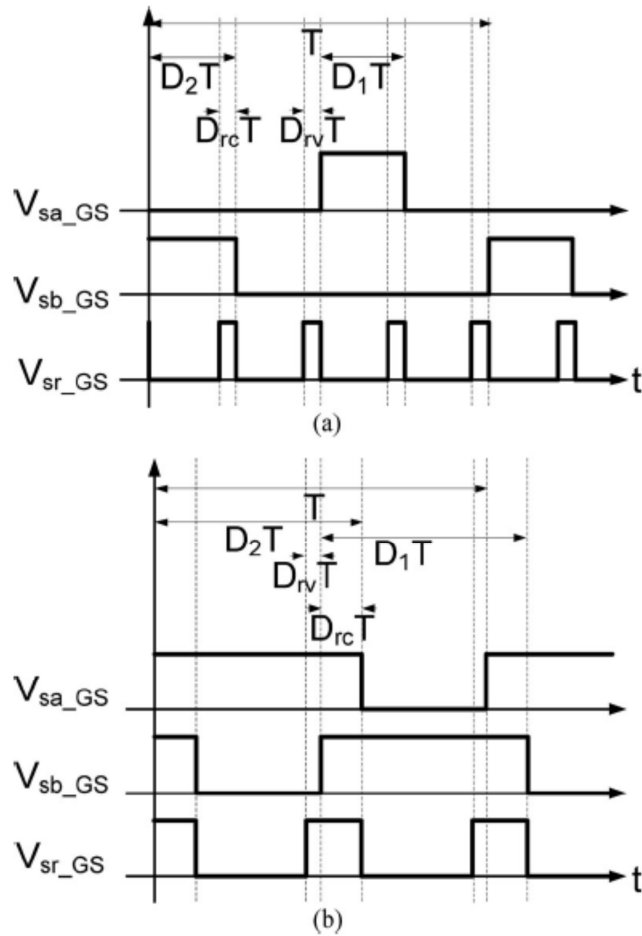 T
D₂T
D₁T
DrcT
DrvT
Vsa_GS
Vsb_GS
Vsr_GS
t
(a)
T
D₂T
D₁T
DrvT
DrcT
Vsa_GS
Vsb_GS
Vsr_GS
t
(b)